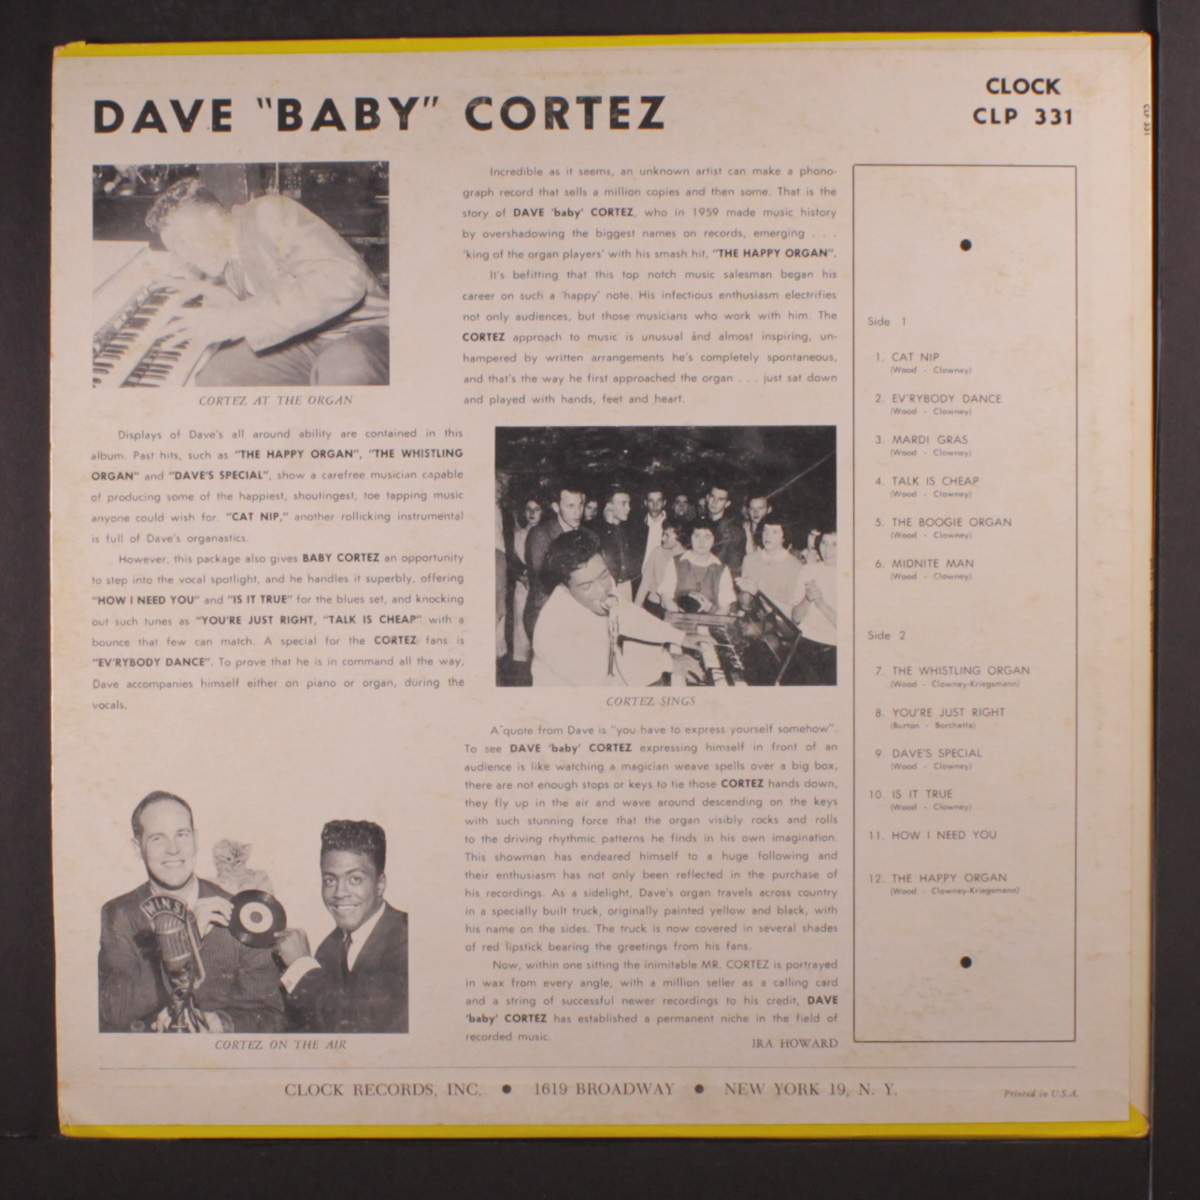 DAVE "BABY" CORTEZ
CLOCK
CLP 331
CLP 331
CORTEZ AT THE ORGAN
Displays of Dave's all around ability are contained in this
album. Past hits, such as "THE HAPPY ORGAN", "THE WHISTLING
ORGAN" and "DAVE'S SPECIAL", show a carefree musician capable
of producing some of the happiest, shoutingest, toe tapping music
anyone could wish for. "CAT NIP," another rollicking instrumental
is full of Dave's organastics.
However, this package also gives BABY CORTEZ an opportunity
to step into the vocal spotlight, and he handles it superbly, offering
"HOW I NEED YOU" and "IS IT TRUE" for the blues set, and knocking
out such tunes as "YOU'RE JUST RIGHT, "TALK IS CHEAP" with a
bounce that few can match. A special for the CORTEZ fans is
"EV'RYBODY DANCE". To prove that he is in command all the way,
Dave accompanies himself either on piano or organ, during the
vocals.
WINS
CORTEZ ON THE AIR
Incredible as it seems, an unknown artist can make a phono-
graph record that sells a million copies and then some. That is the
story of DAVE 'baby' CORTEZ, who in 1959 made music history
by overshadowing the biggest names on records, emerging . . .
'king of the organ players' with his smash hit, "THE HAPPY ORGAN".
It's befitting that this top notch music salesman began his
career on such a 'happy' note. His infectious enthusiasm electrifies
not only audiences, but those musicians who work with him. The
CORTEZ approach to music is unusual and almost inspiring, un-
hampered by written arrangements he's completely spontaneous,
and that's the way he first approached the organ . . . just sat down
and played with hands, feet and heart.
CORTEZ SINGS
A quote from Dave is "you have to express yourself somehow".
To see DAVE 'baby' CORTEZ expressing himself in front of an
audience is like watching a magician weave spells over a big box,
there are not enough stops or keys to tie those CORTEZ hands down,
they fly up in the air and wave around descending on the keys
with such stunning force that the organ visibly rocks and rolls
to the driving rhythmic patterns he finds in his own imagination.
This showman has endeared himself to a huge following and
their enthusiasm has not only been reflected in the purchase of
his recordings. As a sidelight, Dave's organ travels across country
in a specially built truck, originally painted yellow and black, with
his name on the sides. The truck is now covered in several shades
of red lipstick bearing the greetings from his fans.
Now, within one sitting the inimitable MR. CORTEZ is portrayed
in wax from every angle, with a million seller as a calling card
and a string of successful newer recordings to his credit, DAVE
'baby' CORTEZ has established a permanent niche in the field of
recorded music.
IRA HOWARD
Side 1
1. CAT NIP
(Wood - Clowney)
2. EV'RYBODY DANCE
(Wood - Clowney)
3. MARDI GRAS
(Wood - Clowney)
4. TALK IS CHEAP
(Wood - Clowney)
5. THE BOOGIE ORGAN
(Wood - Clowney)
6. MIDNITE MAN
(Wood - Clowney)
Side 2
7. THE WHISTLING ORGAN
(Wood - Clowney-Kriegsmann)
8. YOU'RE JUST RIGHT
(Burton - Borchetta)
9. DAVE'S SPECIAL
(Wood - Clowney)
10. IS IT TRUE
(Wood - Clowney)
11. HOW I NEED YOU
12. THE HAPPY ORGAN
(Wood - Clowney-Kriegsmann)
CLOCK RECORDS, INC. ● 1619 BROADWAY ● NEW YORK 19, N. Y.
Printed in U.S.A.